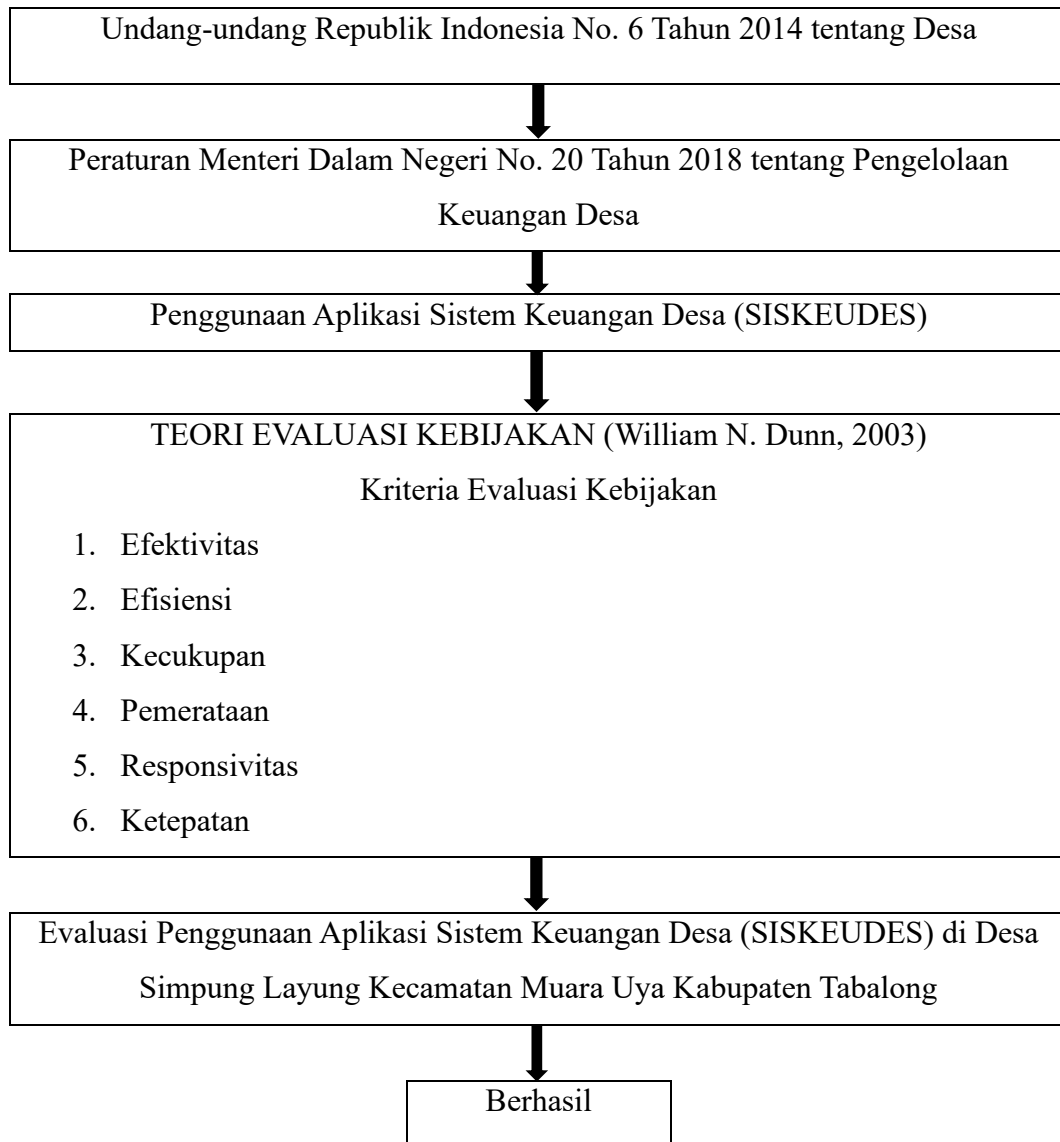 Undang-undang Republik Indonesia No. 6 Tahun 2014 tentang Desa
Peraturan Menteri Dalam Negeri No. 20 Tahun 2018 tentang Pengelolaan
Keuangan Desa
Penggunaan Aplikasi Sistem Keuangan Desa (SISKEUDES)
TEORI EVALUASI KEBIJAKAN (William N. Dunn, 2003)
Kriteria Evaluasi Kebijakan
1. Efektivitas
2. Efisiensi
3. Kecukupan
4. Pemerataan
5. Responsivitas
6. Ketepatan
Evaluasi Penggunaan Aplikasi Sistem Keuangan Desa (SISKEUDES) di Desa
Simpung Layung Kecamatan Muara Uya Kabupaten Tabalong
Berhasil